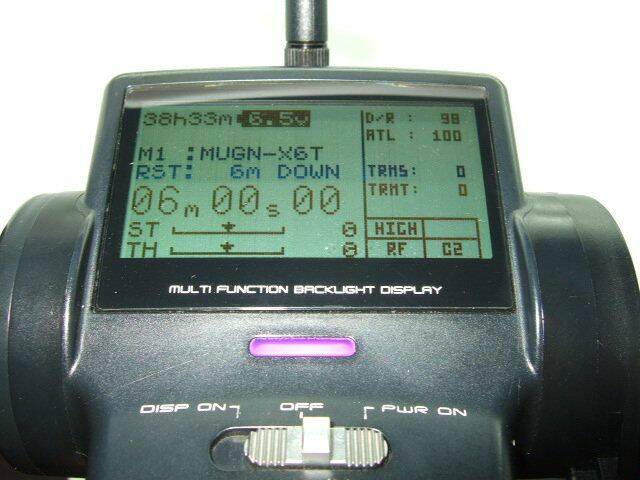 38h33m 6.5v
D/R : 98
ATL : 100
M1 : MUGN-X6T
RST: 6m DOWN
TRMS: 0
TRMT: 0
06m 00s 00
ST 0
TH 0
HIGH
RF C2
MULTI FUNCTION BACKLIGHT DISPLAY
DISP ON OFF PWR ON